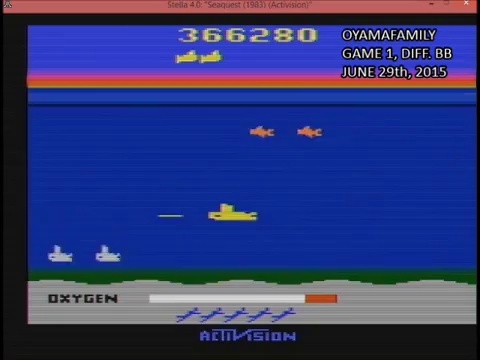 Stella 4.0: "Seaquest (1983) (Activision)"
366280
OYAMAFAMILY
GAME 1, DIFF. BB
JUNE 29th, 2015
OXYGEN
ACTIVISION